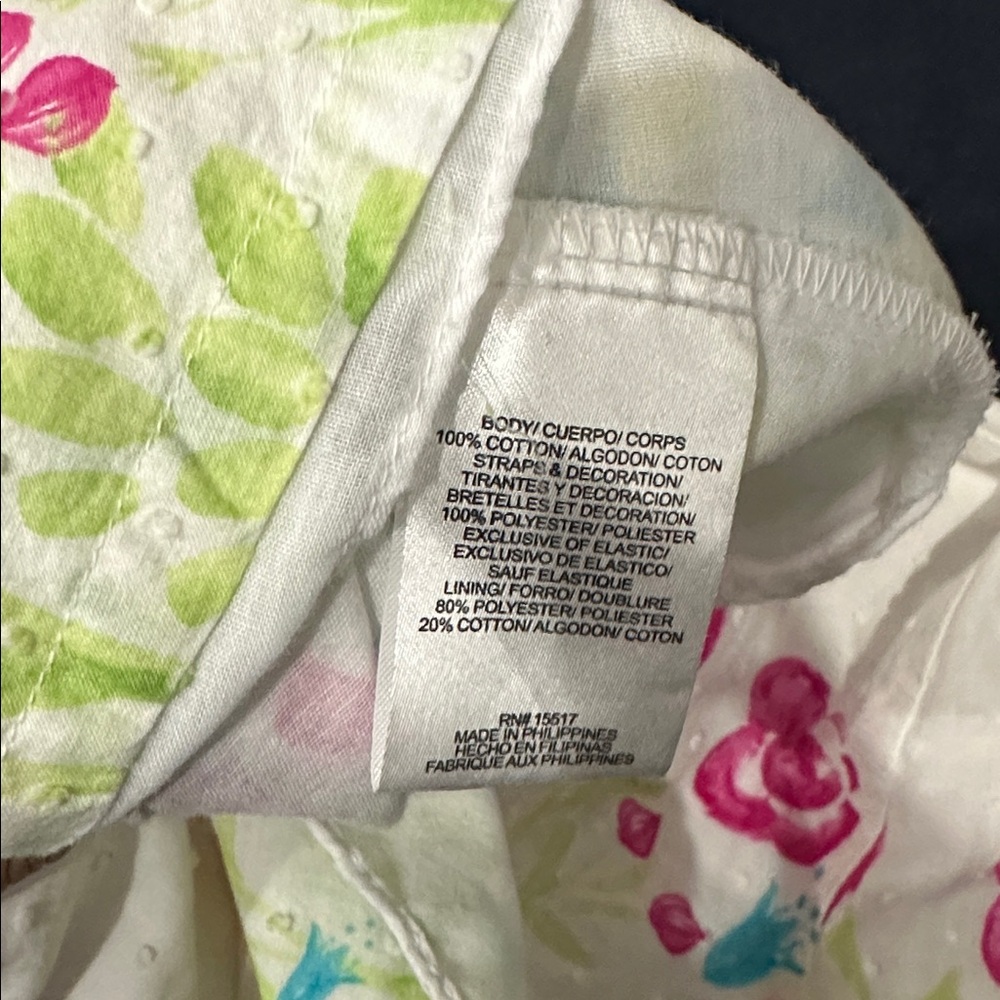 BODY/ CUERPO/ CORPS
100% COTTON/ ALGODON/ COTON
STRAPS & DECORATION/
TIRANTES Y DECORACION/
BRETELLES ET DECORATION/
100% POLYESTER/ POLIESTER
EXCLUSIVE OF ELASTIC/
EXCLUSIVO DE ELASTICO/
SAUF ELASTIQUE
LINING/ FORRO/ DOUBLURE
80% POLYESTER/ POLIESTER
20% COTTON/ ALGODON/ COTON
RN# 15517
MADE IN PHILIPPINES
HECHO EN FILIPINAS
FABRIQUE AUX PHILIPPINES